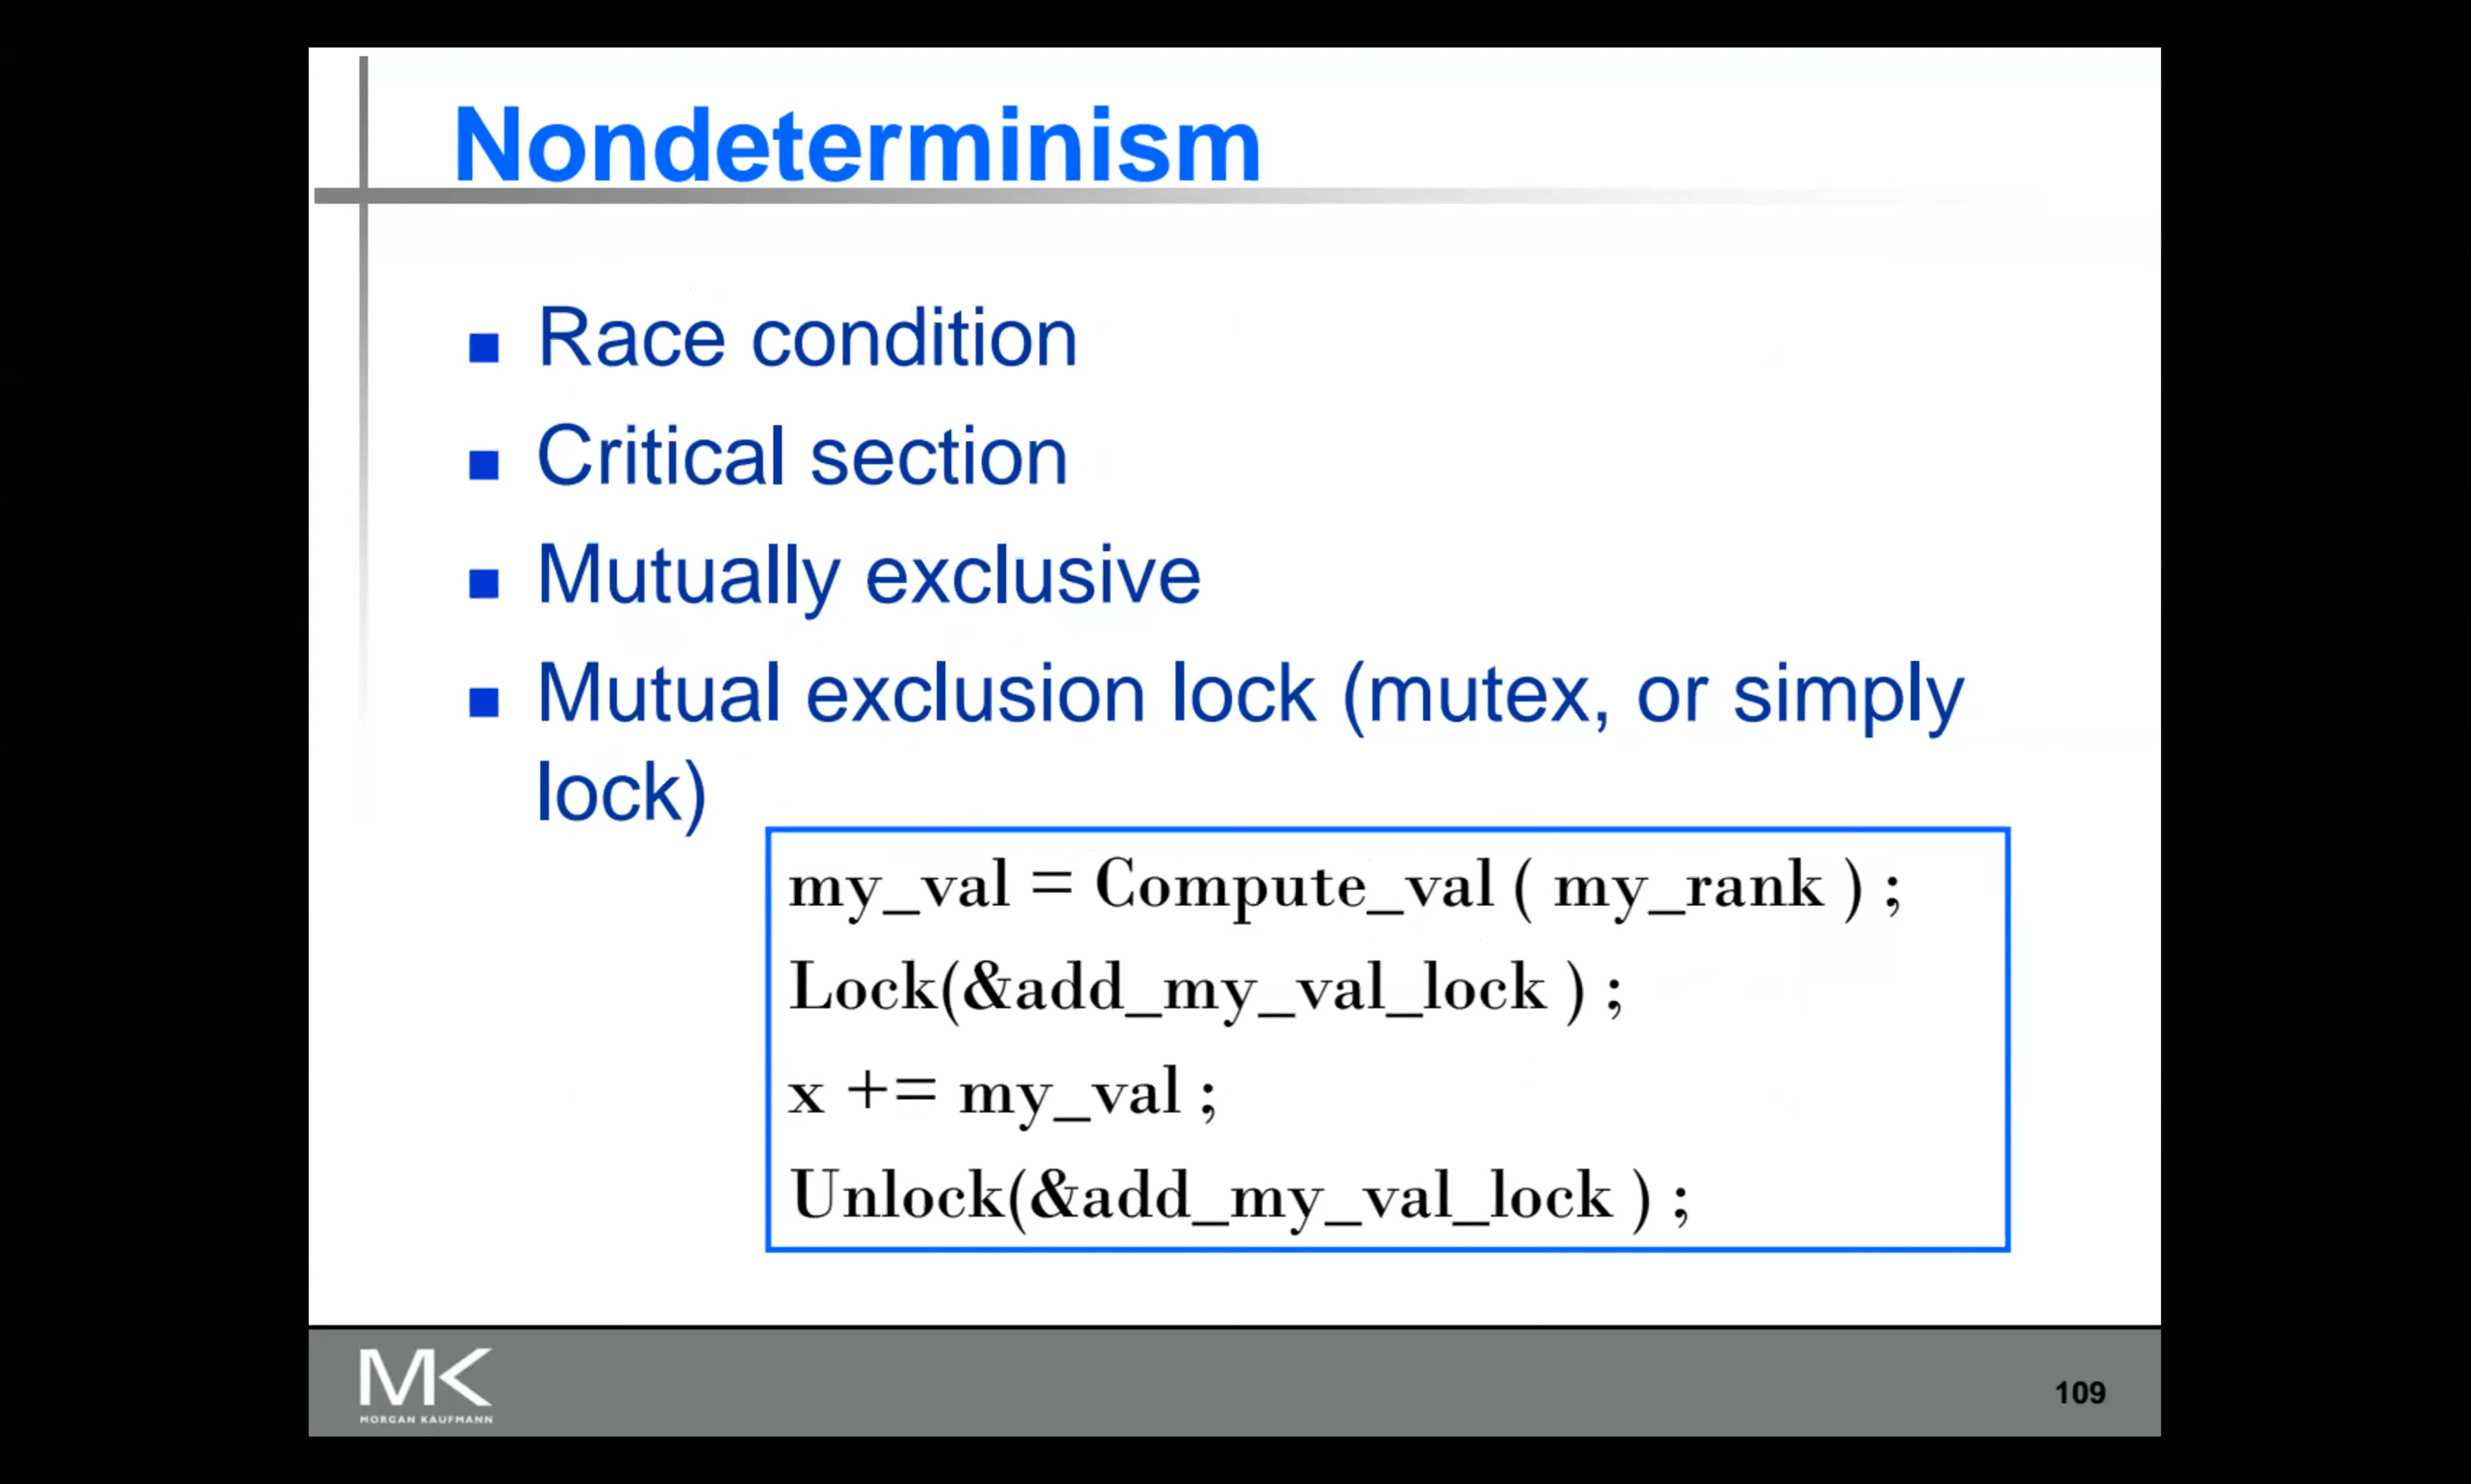 Nondeterminism
Race condition
Critical section
Mutually exclusive
Mutual exclusion lock (mutex, or simply
lock)
my_val = Compute_val ( my_rank ) ;
Lock(&add_my_val_lock ) ;
x += my_val ;
Unlock(&add_my_val_lock ) ;
MK
MORGAN KAUFMANN
109